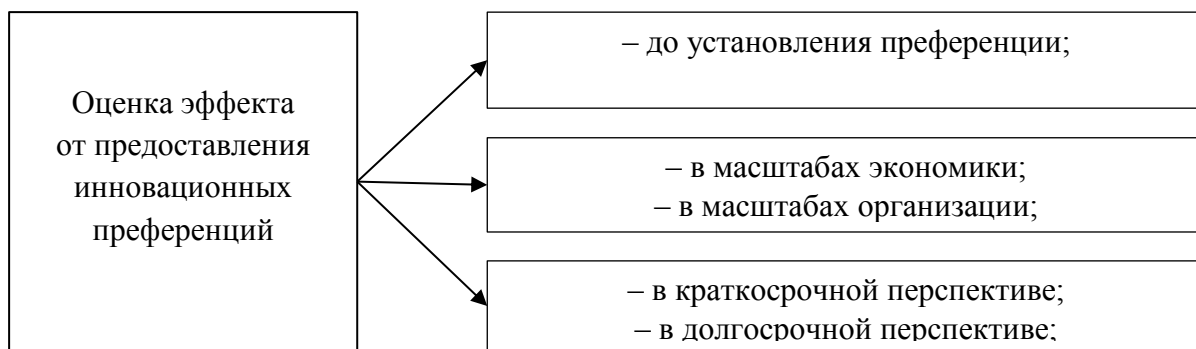 Оценка эффекта
от предоставления
инновационных
преференций
– до установления преференции;
– в масштабах экономики;
– в масштабах организации;
– в краткосрочной перспективе;
– в долгосрочной перспективе;